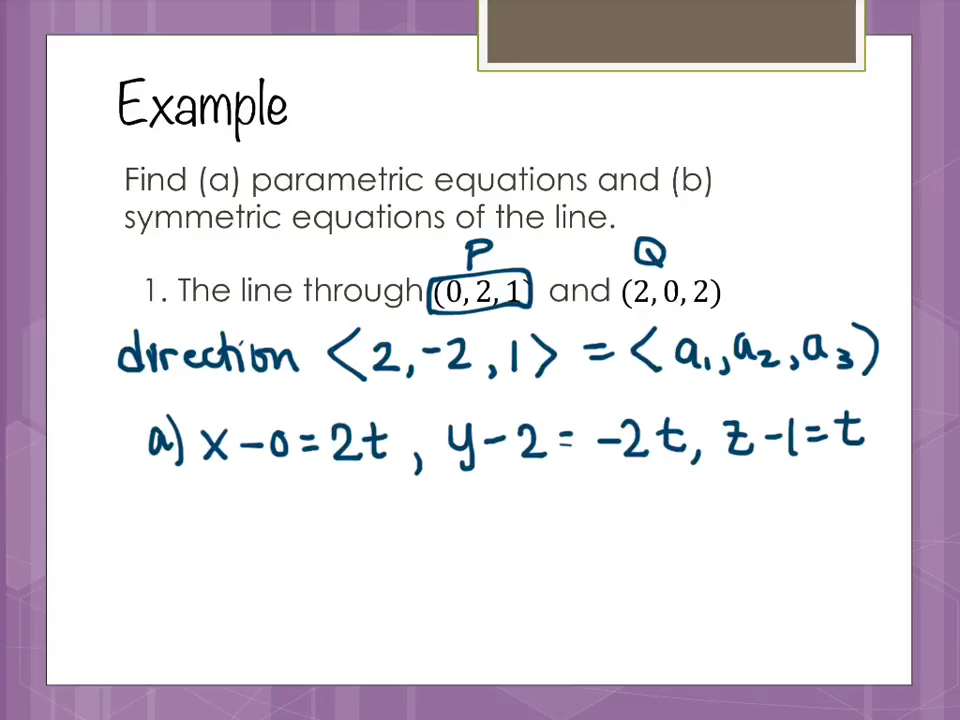 Example
Find (a) parametric equations and (b)
symmetric equations of the line.
P Q
1. The line through (0, 2, 1) and (2, 0, 2)
direction <2, -2, 1> = <a₁, a₂, a₃)
a) x - 0 = 2t, y - 2 = -2t, z - 1 = t